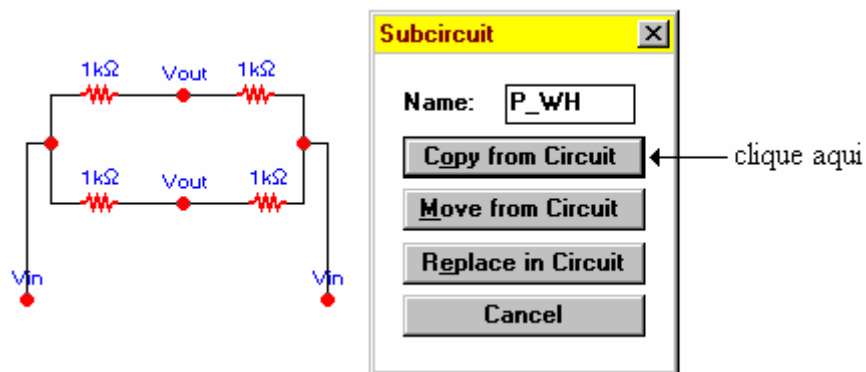 1kΩ Vout 1kΩ
1kΩ Vout 1kΩ
Vin Vin
Subcircuit
Name: P_WH
Copy from Circuit
clique aqui
Move from Circuit
Replace in Circuit
Cancel